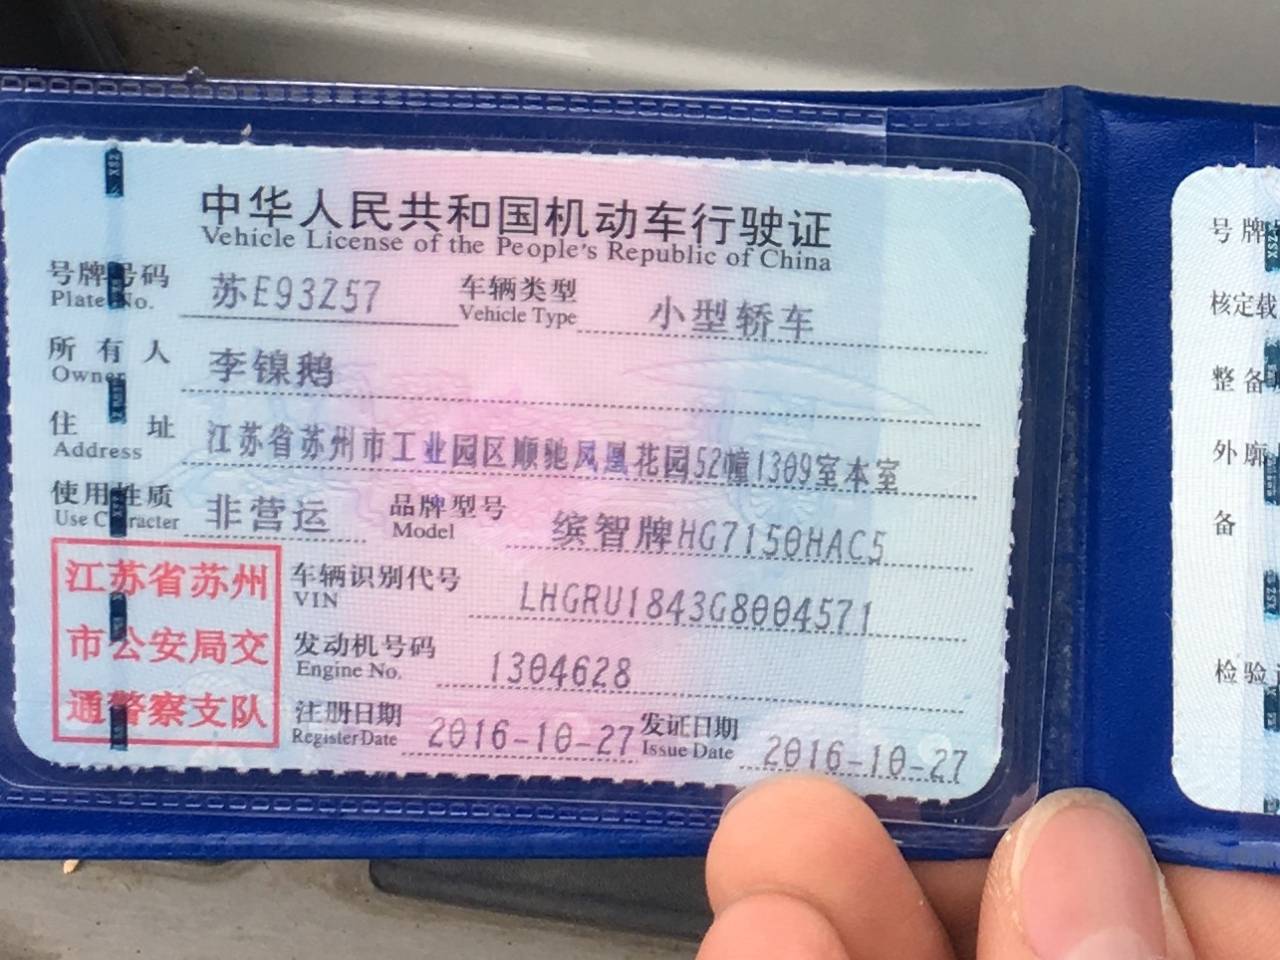 中华人民共和国机动车行驶证
Vehicle License of the People's Republic of China
号牌号码 苏E93Z57 车辆类型 小型轿车
Plate No. Vehicle Type
所有人 李镍鹅
Owner
住址 江苏省苏州市工业园区顺驰凤凰花园52幢1309室本室
Address
使用性质 非营运 品牌型号 缤智牌HG7150HAC5
Use Character Model
江苏省苏州
市公安局交
通警察支队
车辆识别代号 LHGRU1843G8004571
VIN
发动机号码 1304628
Engine No.
注册日期 2016-10-27 发证日期 2016-10-27
Register Date Issue Date
号牌
核定载
整备
外廓
备
检验